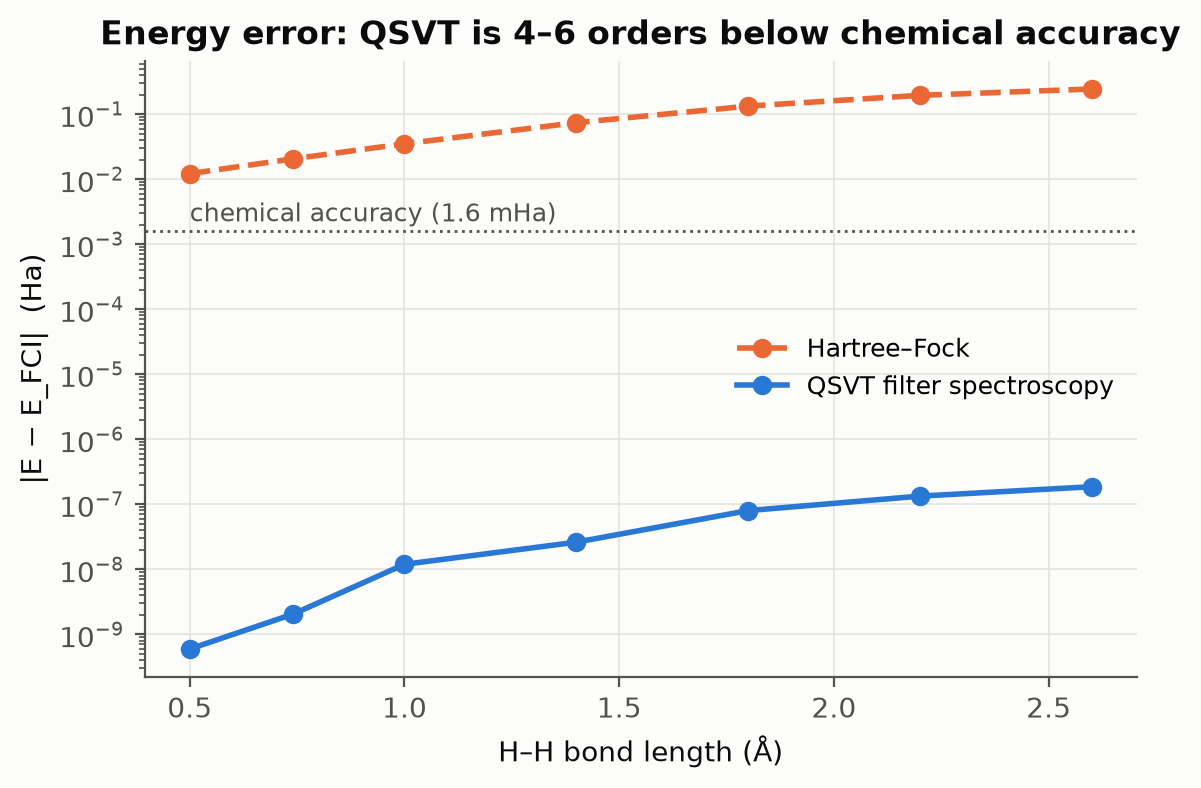 Energy error: QSVT is 4–6 orders below chemical accuracy
|E − E_FCI| (Ha)
10⁻¹
10⁻²
chemical accuracy (1.6 mHa)
10⁻³
10⁻⁴
Hartree–Fock
10⁻⁵
QSVT filter spectroscopy
10⁻⁶
10⁻⁷
10⁻⁸
10⁻⁹
0.5 1.0 1.5 2.0 2.5
H–H bond length (Å)